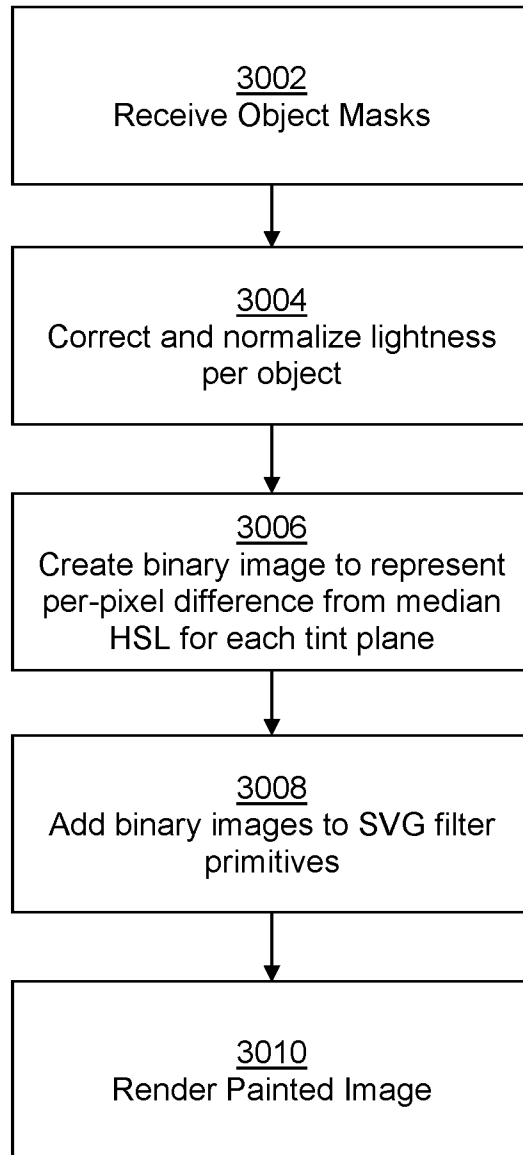 3002
Receive Object Masks
3004
Correct and normalize lightness
per object
3006
Create binary image to represent
per-pixel difference from median
HSL for each tint plane
3008
Add binary images to SVG filter
primitives
3010
Render Painted Image